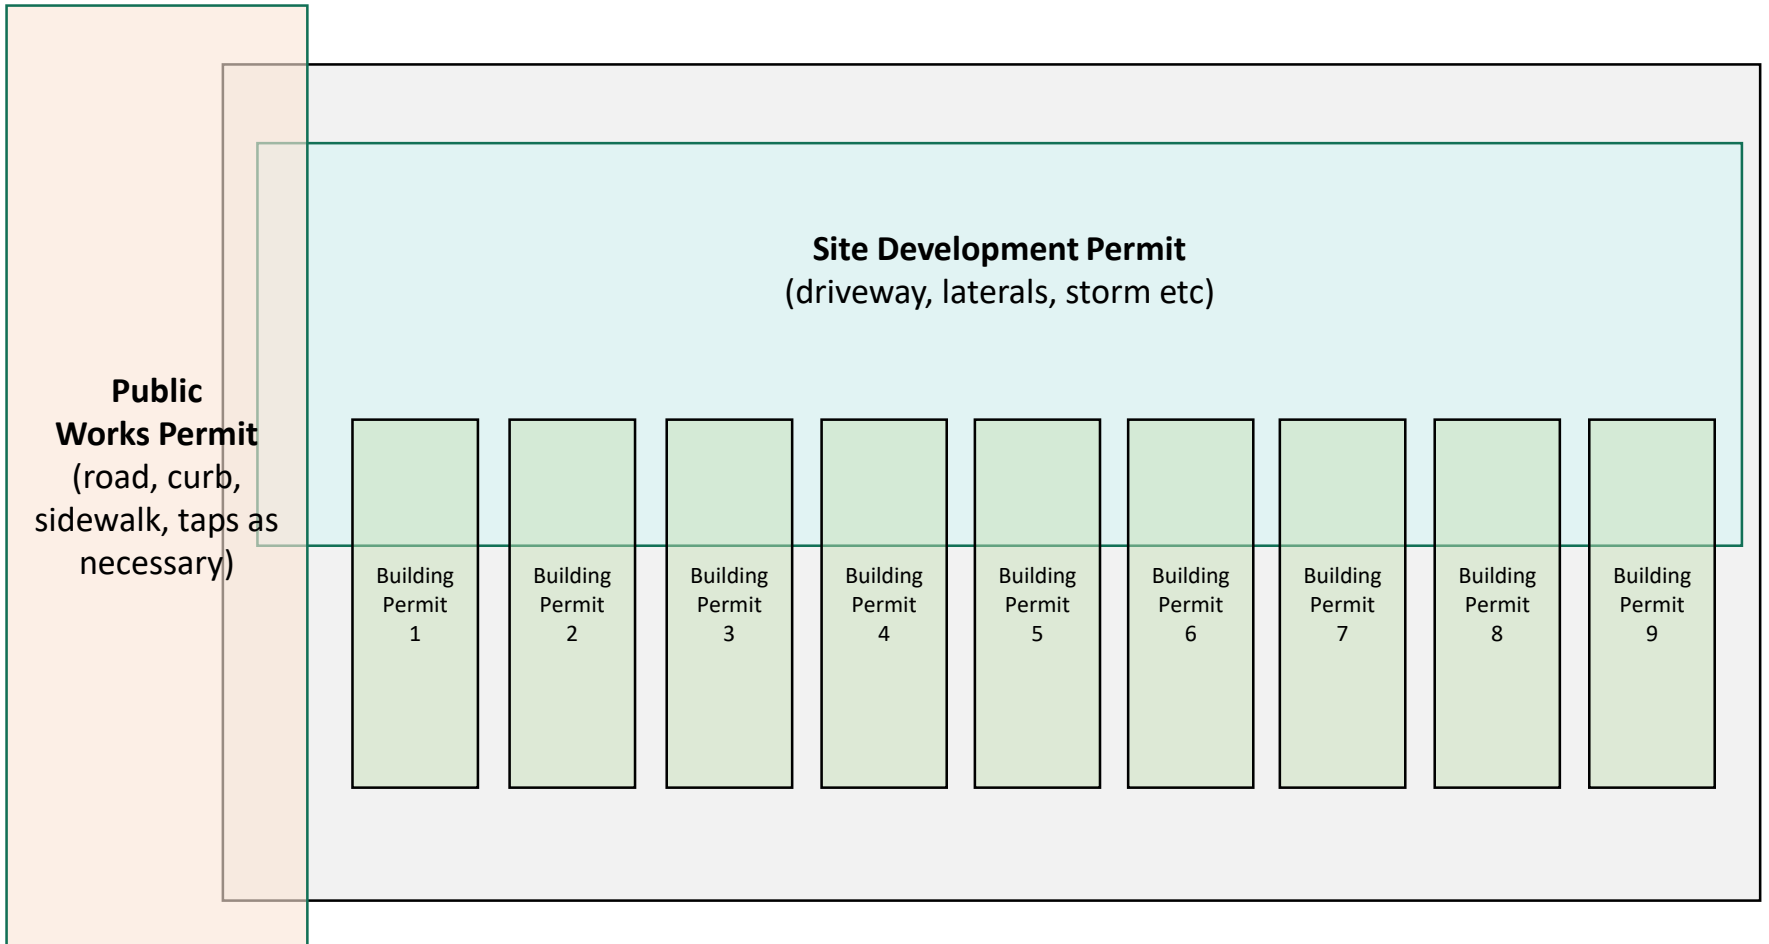 Site Development Permit
(driveway, laterals, storm etc)
Public
Works Permit
(road, curb,
sidewalk, taps as
necessary)
Building
Permit
1
Building
Permit
2
Building
Permit
3
Building
Permit
4
Building
Permit
5
Building
Permit
6
Building
Permit
7
Building
Permit
8
Building
Permit
9